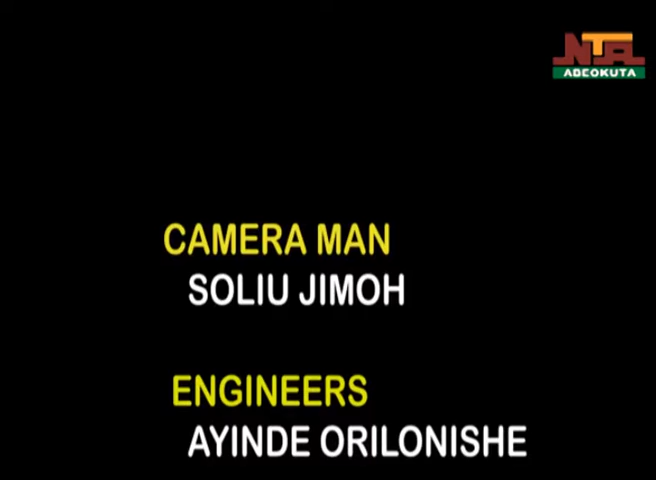 NTA
ABEOKUTA
CAMERA MAN
SOLIU JIMOH
ENGINEERS
AYINDE ORILONISHE